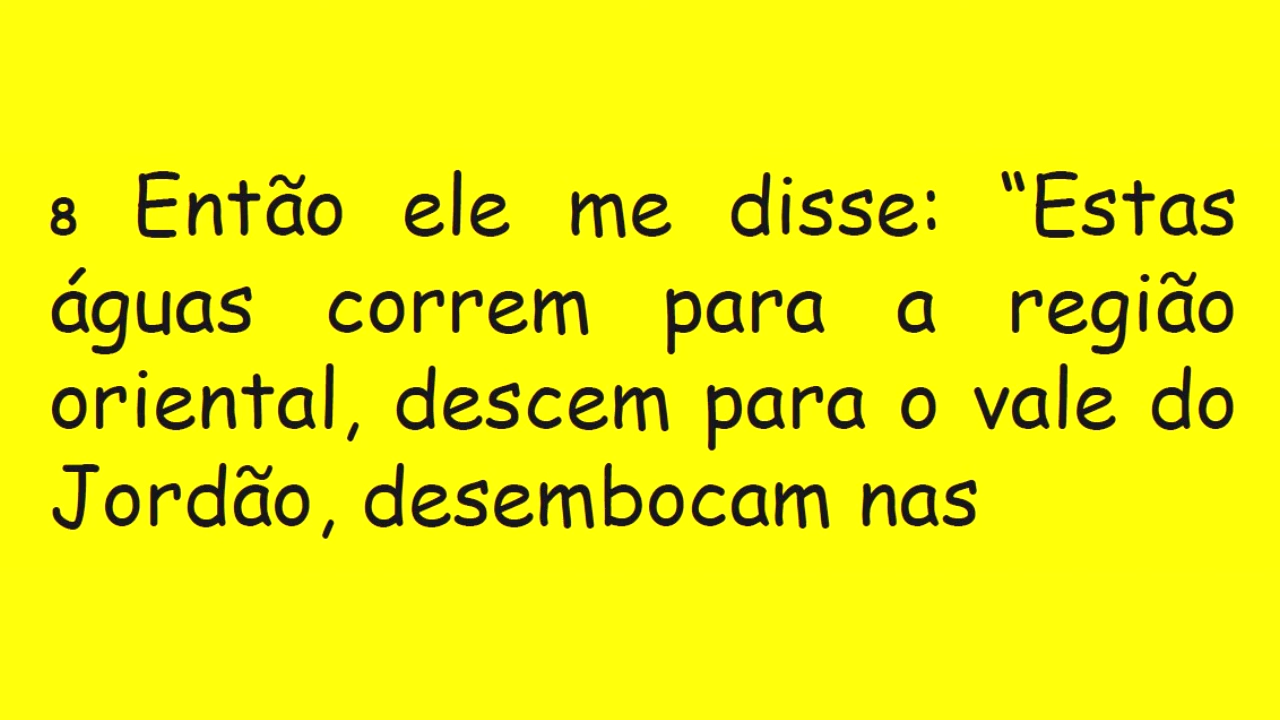 8 Então ele me disse: “Estas
águas correm para a região
oriental, descem para o vale do
Jordão, desembocam nas